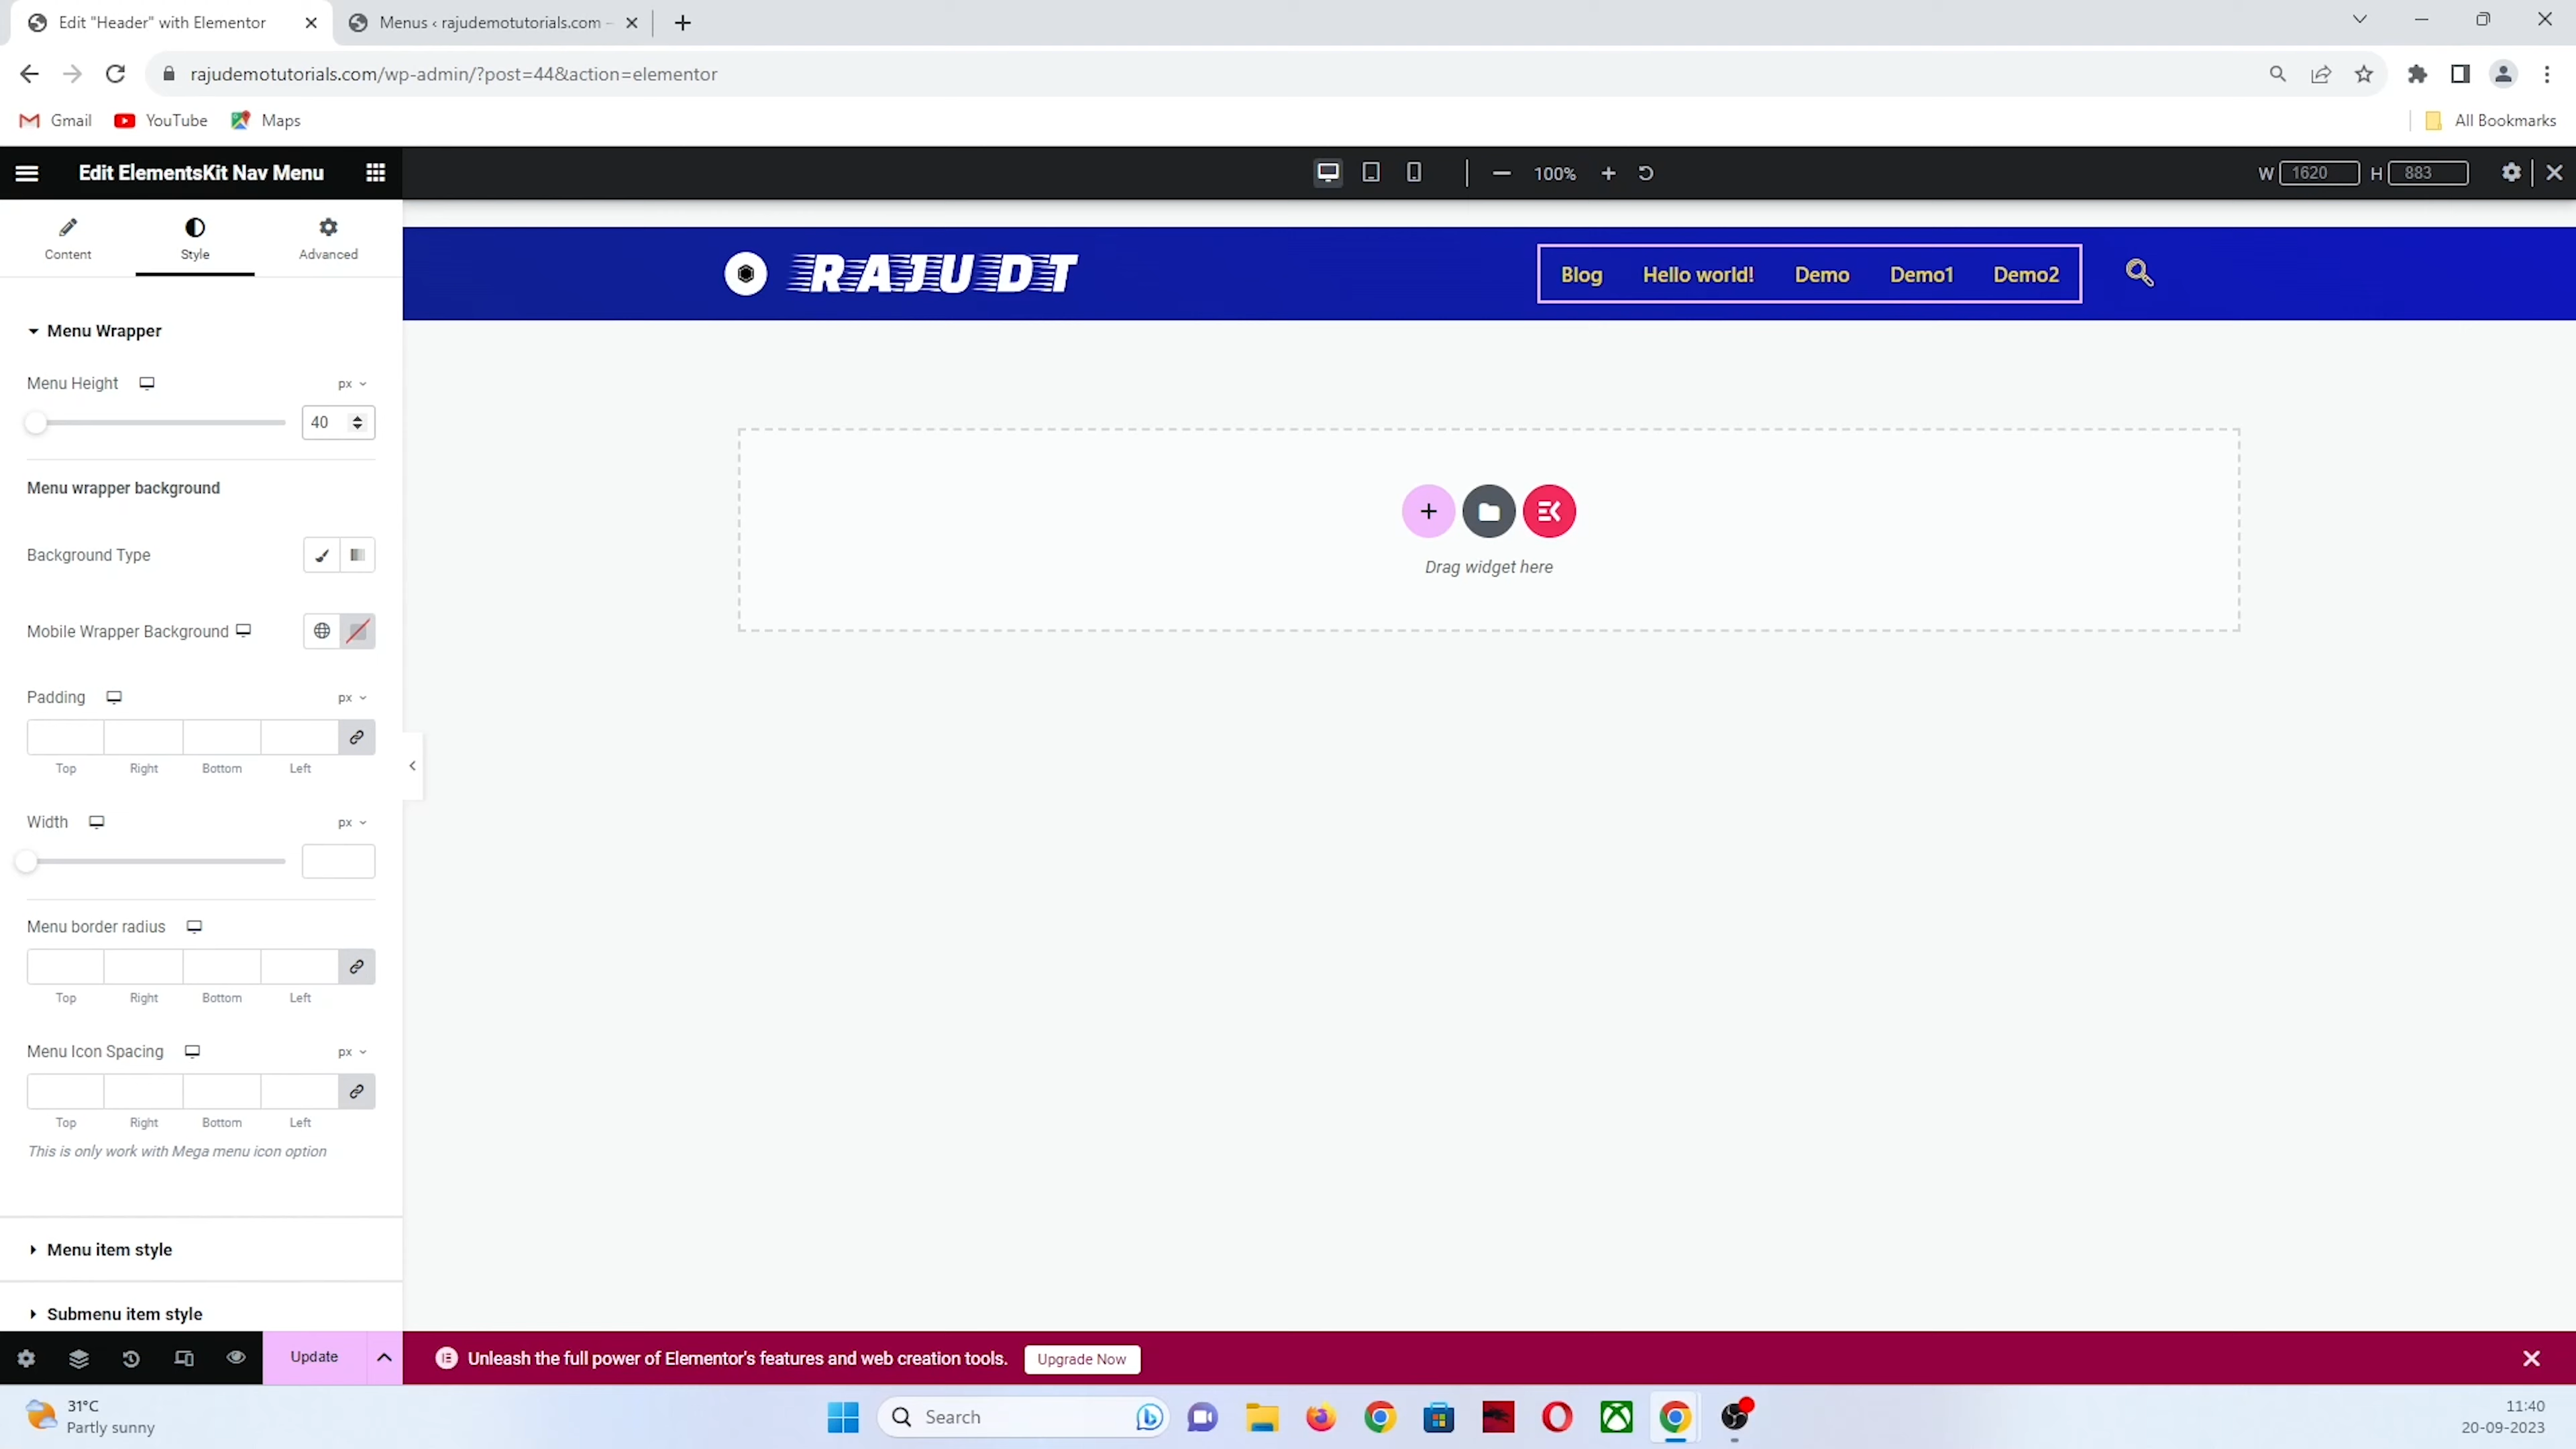 Edit "Header" with Elementor
Menus ‹ rajudemotutorials.com –
rajudemotutorials.com/wp-admin/?post=44&action=elementor
Gmail YouTube Maps All Bookmarks
Edit ElementsKit Nav Menu
100%
W 1620 H 883
Content Style Advanced
RAJU DT
Blog Hello world! Demo Demo1 Demo2
Menu Wrapper
Menu Height px
40
Menu wrapper background
Background Type
Mobile Wrapper Background
Padding px
Top Right Bottom Left
Width px
Menu border radius
Top Right Bottom Left
Menu Icon Spacing px
Top Right Bottom Left
This is only work with Mega menu icon option
Menu item style
Submenu item style
Drag widget here
Update
Unleash the full power of Elementor's features and web creation tools. Upgrade Now
31°C
Partly sunny
Search
11:40
20-09-2023